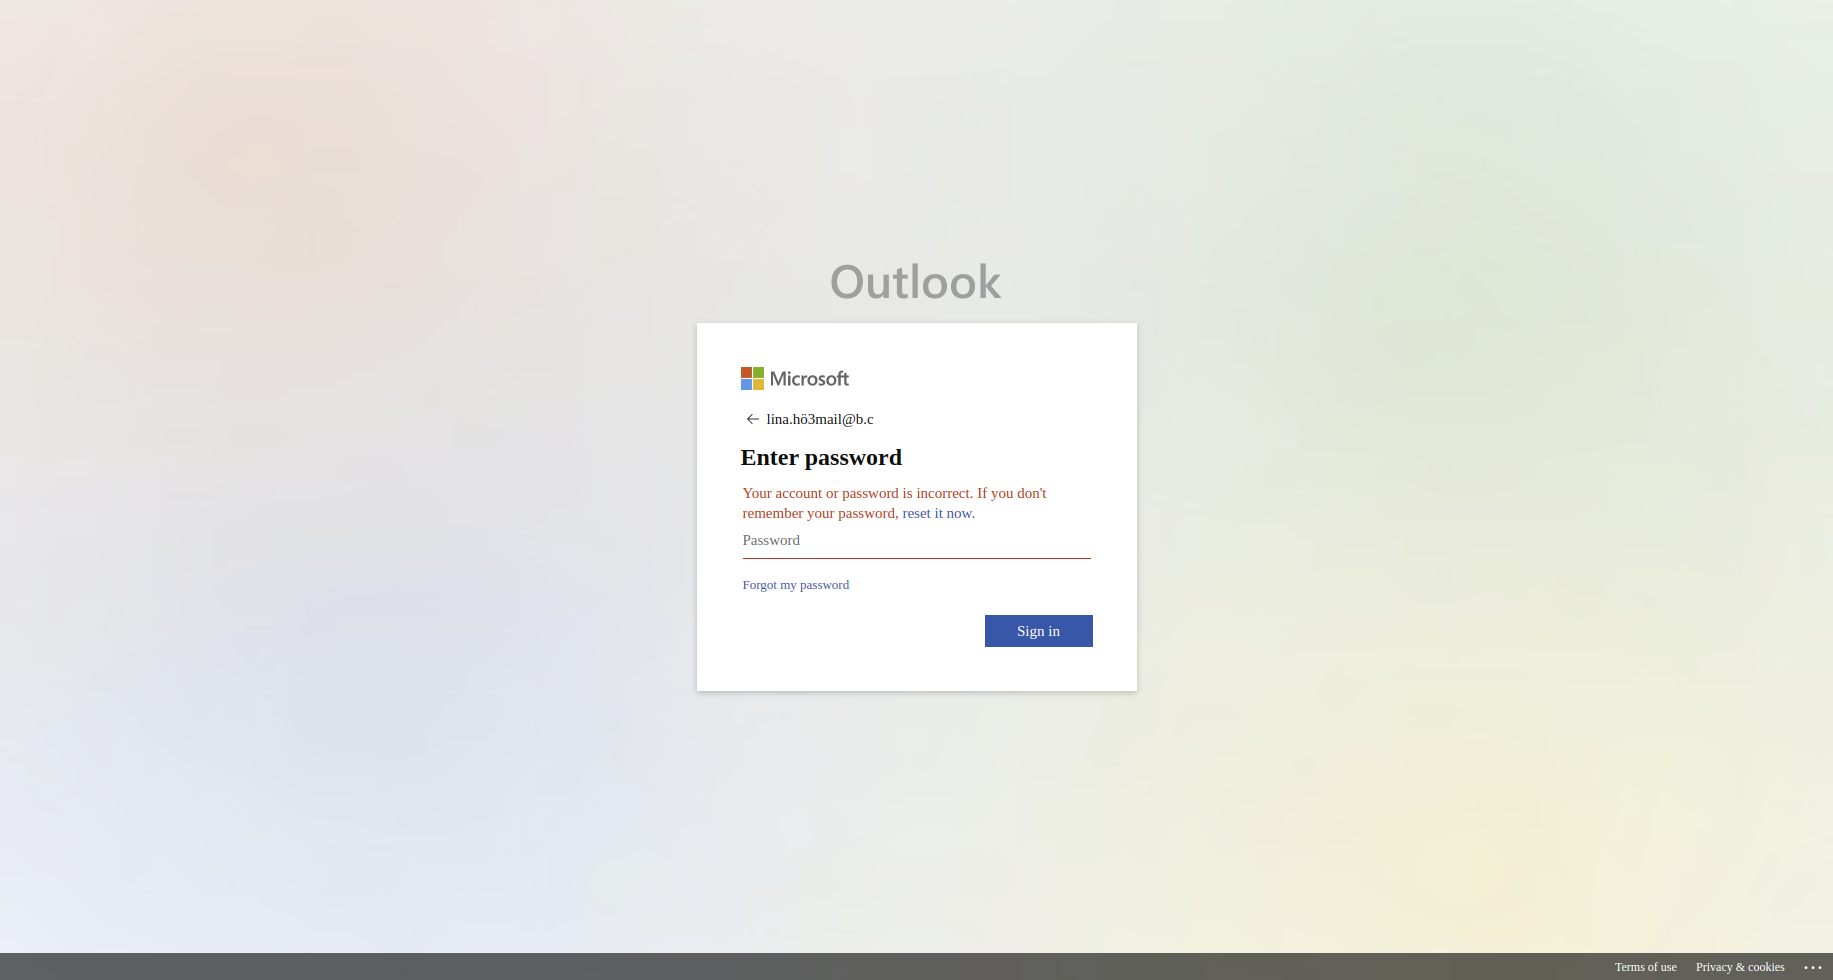 Outlook
Microsoft
lina.hö3mail@b.c
Enter password
Your account or password is incorrect. If you don't
remember your password, reset it now.
Password
Forgot my password
Sign in
Terms of use Privacy & cookies ...